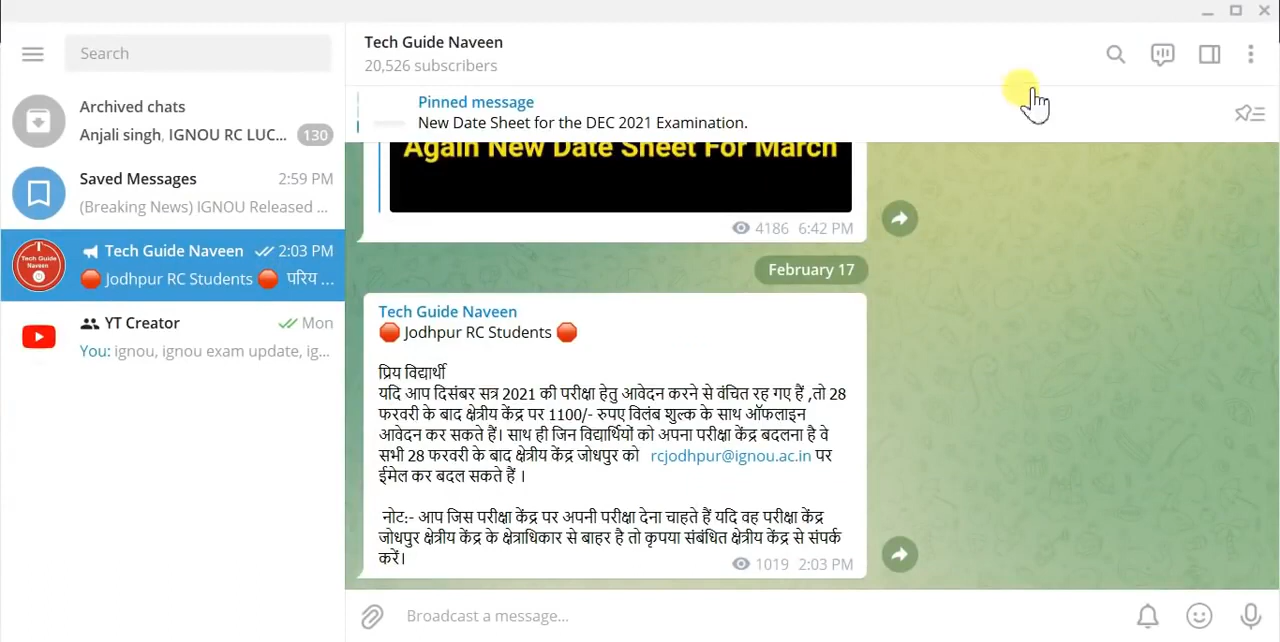 Search
Archived chats
Anjali singh, IGNOU RC LUC... 130
Saved Messages 2:59 PM
(Breaking News) IGNOU Released ...
Tech Guide Naveen 2:03 PM
🛑 Jodhpur RC Students 🛑 परिय ...
YT Creator Mon
You: ignou, ignou exam update, ig...
Tech Guide Naveen
Tech Guide Naveen
20,526 subscribers
Pinned message
New Date Sheet for the DEC 2021 Examination.
Again New Date Sheet For March
4186 6:42 PM
February 17
Tech Guide Naveen
🛑 Jodhpur RC Students 🛑
प्रिय विद्यार्थी
यदि आप दिसंबर सत्र 2021 की परीक्षा हेतु आवेदन करने से वंचित रह गए हैं ,तो 28
फरवरी के बाद क्षेत्रीय केंद्र पर 1100/- रुपए विलंब शुल्क के साथ ऑफलाइन
आवेदन कर सकते हैं। साथ ही जिन विद्यार्थियों को अपना परीक्षा केंद्र बदलना है वे
सभी 28 फरवरी के बाद क्षेत्रीय केंद्र जोधपुर को rcjodhpur@ignou.ac.in पर
ईमेल कर बदल सकते हैं ।
नोट:- आप जिस परीक्षा केंद्र पर अपनी परीक्षा देना चाहते हैं यदि वह परीक्षा केंद्र
जोधपुर क्षेत्रीय केंद्र के क्षेत्राधिकार से बाहर है तो कृपया संबंधित क्षेत्रीय केंद्र से संपर्क
करें।
1019 2:03 PM
Broadcast a message...